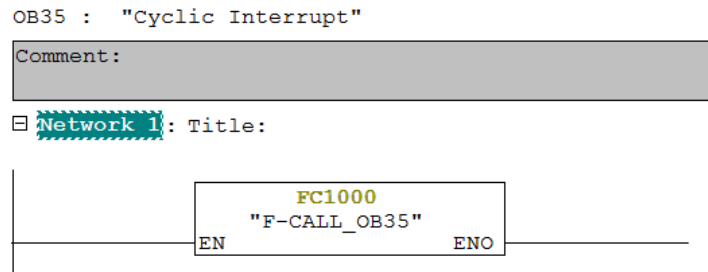 OB35 :  "Cyclic Interrupt"
Comment:
Network 1: Title:
FC1000
"F-CALL_OB35"
EN ENO